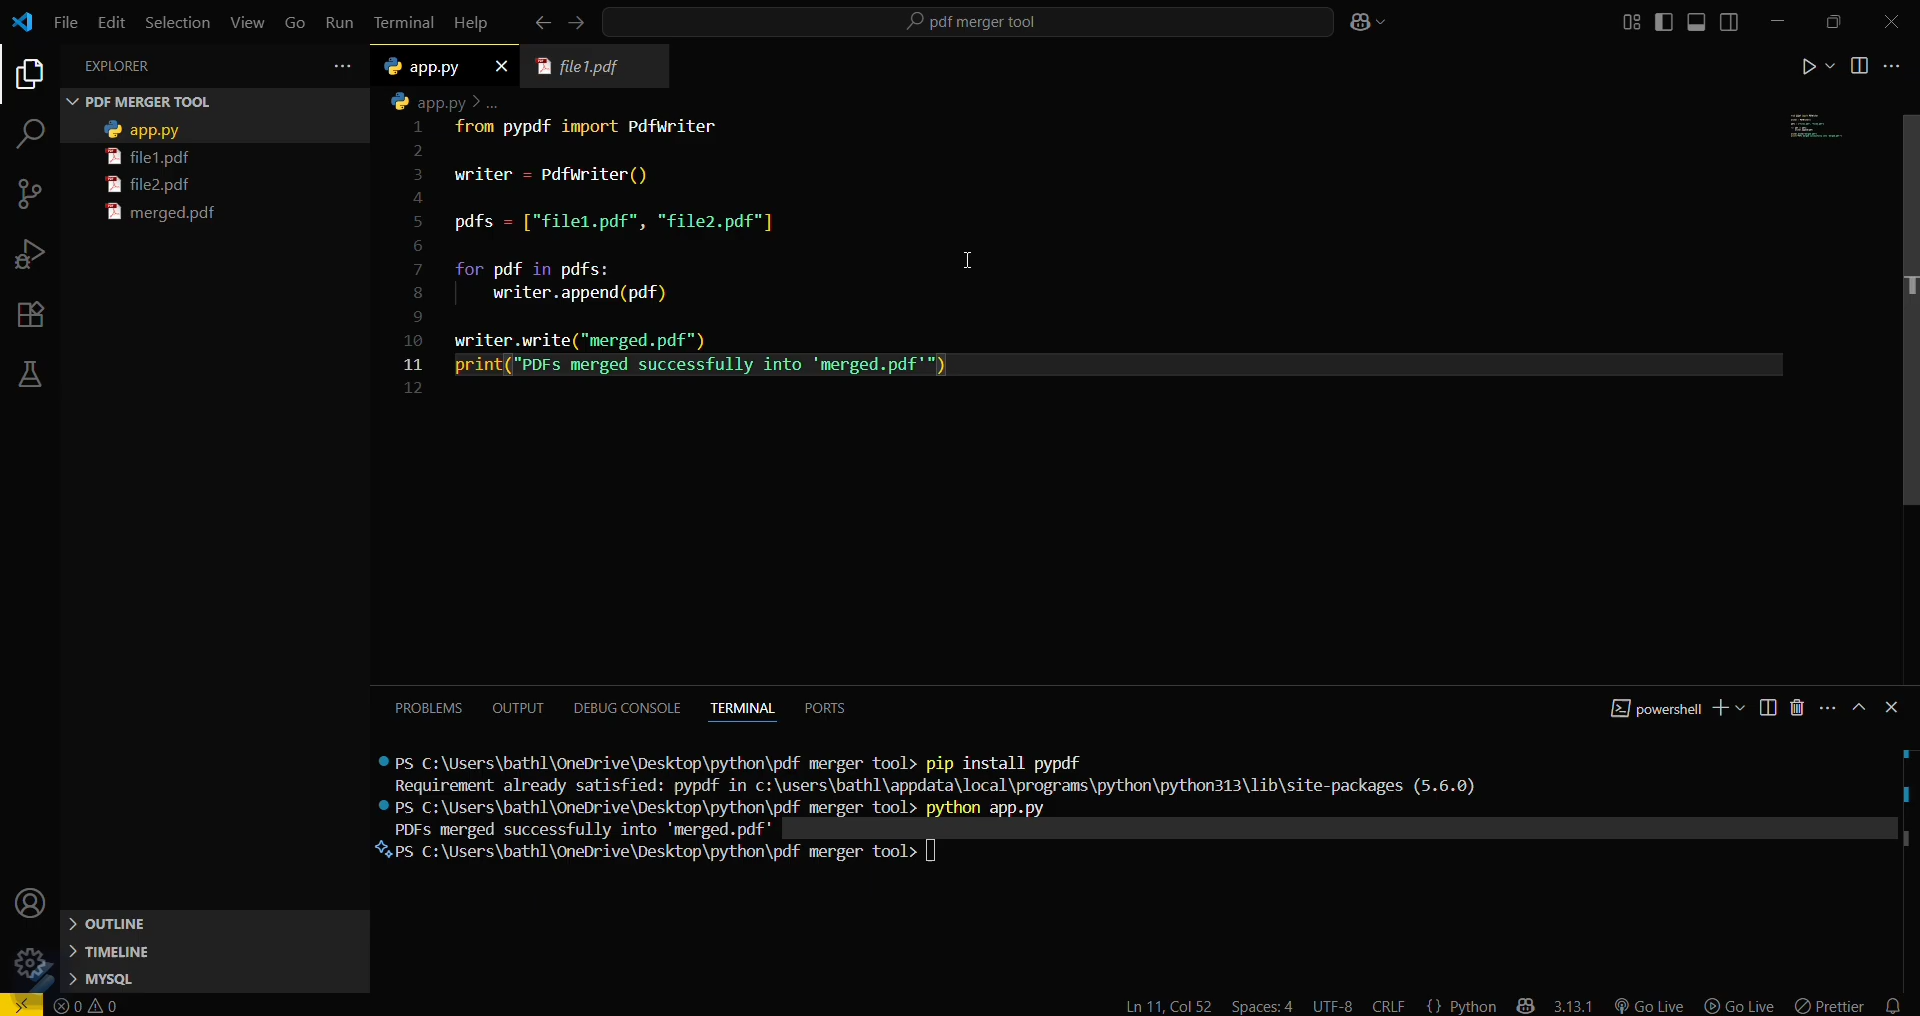 File Edit Selection View Go Run Terminal Help
pdf merger tool
EXPLORER
PDF MERGER TOOL
app.py
file1.pdf
file2.pdf
merged.pdf
app.py file1.pdf
app.py > ...
1 from pypdf import PdfWriter
2
3 writer = PdfWriter()
4
5 pdfs = ["file1.pdf", "file2.pdf"]
6
7 for pdf in pdfs:
8 writer.append(pdf)
9
10 writer.write("merged.pdf")
11 print("PDFs merged successfully into 'merged.pdf'")
12
PROBLEMS OUTPUT DEBUG CONSOLE TERMINAL PORTS
powershell
PS C:\Users\bathl\OneDrive\Desktop\python\pdf merger tool> pip install pypdf
Requirement already satisfied: pypdf in c:\users\bathl\appdata\local\programs\python\python313\lib\site-packages (5.6.0)
PS C:\Users\bathl\OneDrive\Desktop\python\pdf merger tool> python app.py
PDFs merged successfully into 'merged.pdf'
PS C:\Users\bathl\OneDrive\Desktop\python\pdf merger tool>
OUTLINE
TIMELINE
MYSQL
0 0
Ln 11, Col 52 Spaces: 4 UTF-8 CRLF {} Python 3.13.1 Go Live Go Live Prettier